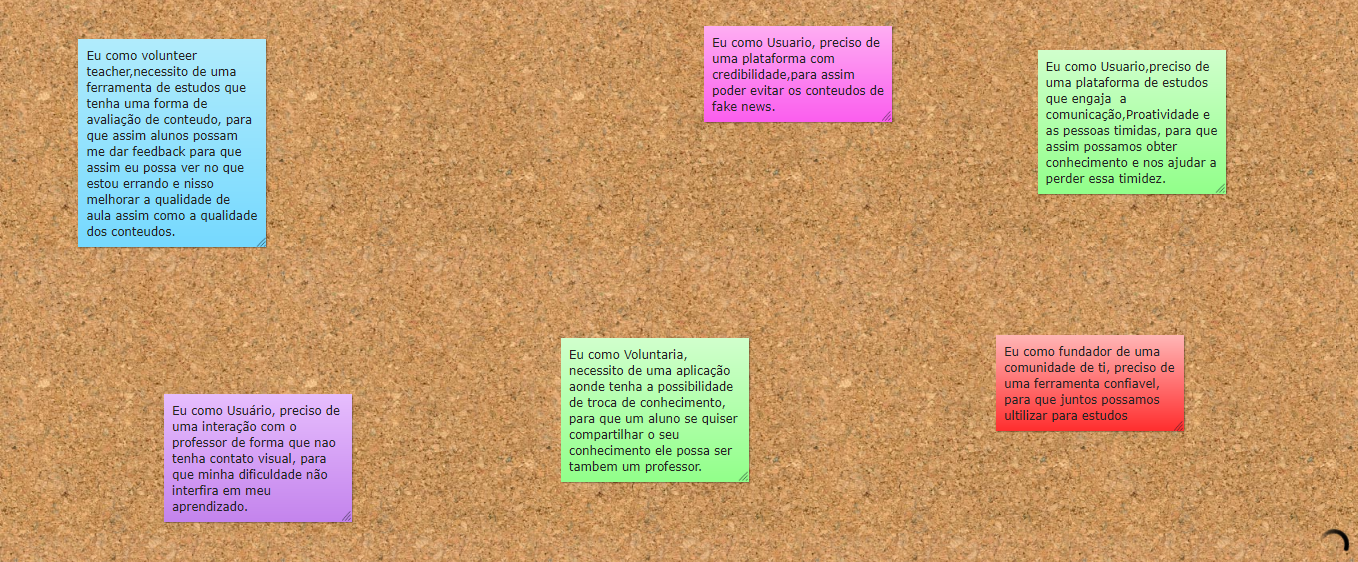 Eu como volunteer
teacher,necessito de uma
ferramenta de estudos que
tenha uma forma de
avaliação de conteudo, para
que assim alunos possam
me dar feedback para que
assim eu possa ver no que
estou errando e nisso
melhorar a qualidade de
aula assim como a qualidade
dos conteudos.
Eu como Usuario, preciso de
uma plataforma com
credibilidade,para assim
poder evitar os conteudos de
fake news.
Eu como Usuario,preciso de
uma plataforma de estudos
que engaja  a
comunicação,Proatividade e
as pessoas timidas, para que
assim possamos obter
conhecimento e nos ajudar a
perder essa timidez.
Eu como Usuário, preciso de
uma interação com o
professor de forma que nao
tenha contato visual, para
que minha dificuldade não
interfira em meu
aprendizado.
Eu como Voluntaria,
necessito de uma aplicação
aonde tenha a possibilidade
de troca de conhecimento,
para que um aluno se quiser
compartilhar o seu
conhecimento ele possa ser
tambem um professor.
Eu como fundador de uma
comunidade de ti, preciso de
uma ferramenta confiavel,
para que juntos possamos
ultilizar para estudos